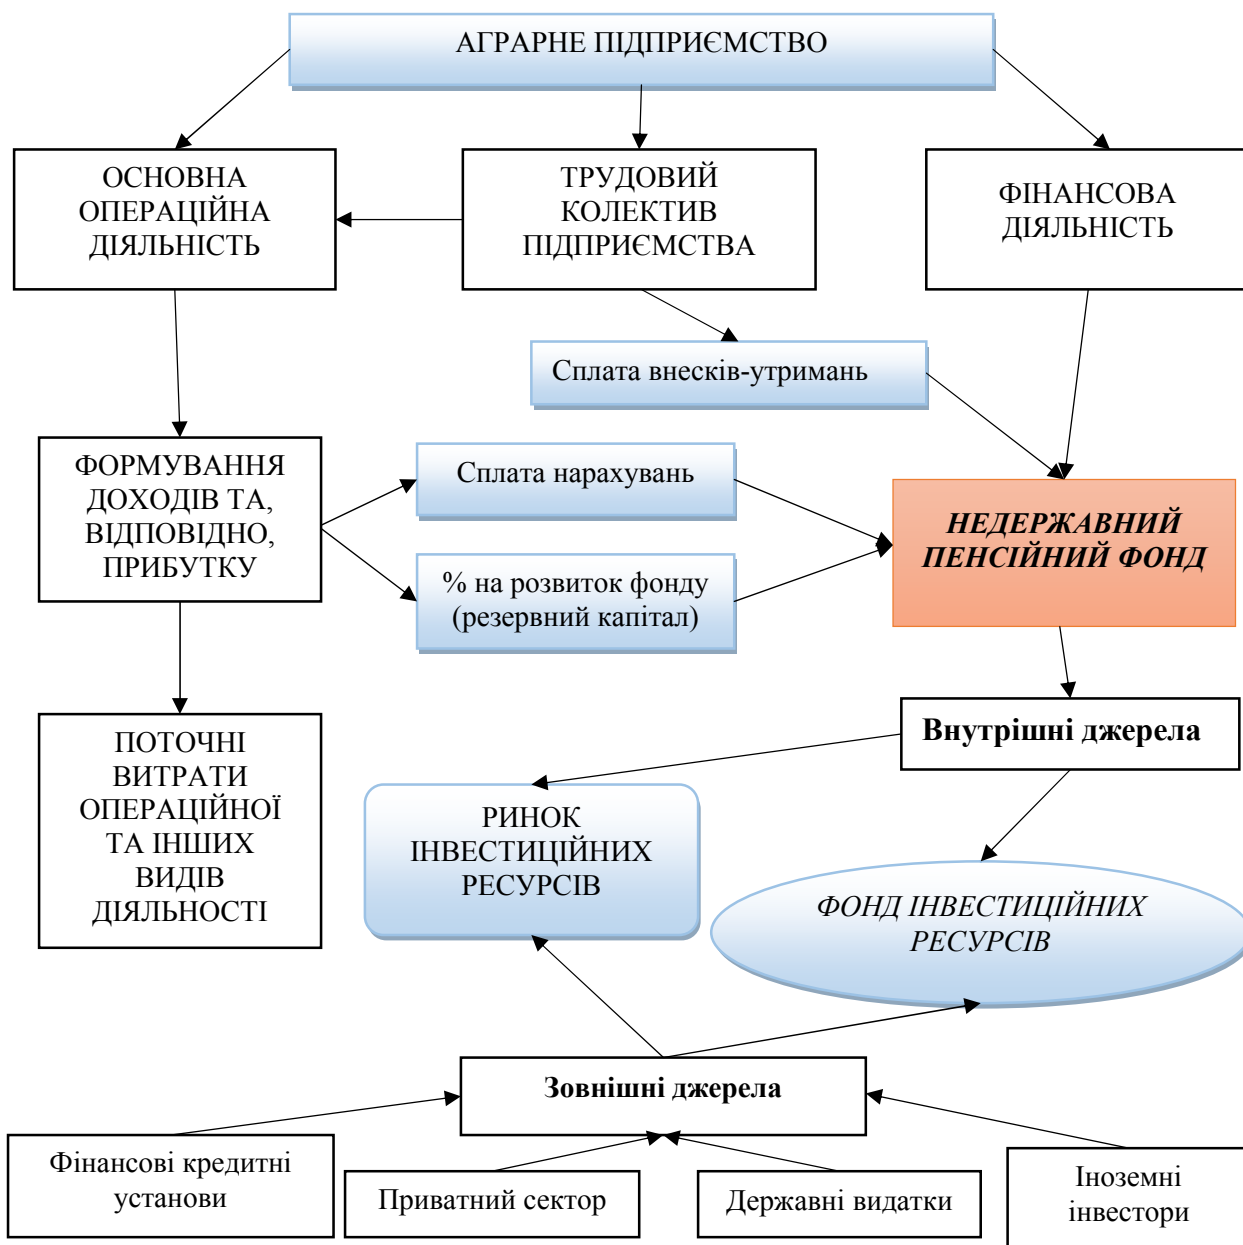 АГРАРНЕ ПІДПРИЄМСТВО
ОСНОВНА
ОПЕРАЦІЙНА
ДІЯЛЬНІСТЬ
ТРУДОВИЙ
КОЛЕКТИВ
ПІДПРИЄМСТВА
ФІНАНСОВА
ДІЯЛЬНІСТЬ
Сплата внесків-утримань
ФОРМУВАННЯ
ДОХОДІВ ТА,
ВІДПОВІДНО,
ПРИБУТКУ
Сплата нарахувань
% на розвиток фонду
(резервний капітал)
НЕДЕРЖАВНИЙ
ПЕНСІЙНИЙ ФОНД
Внутрішні джерела
ПОТОЧНІ
ВИТРАТИ
ОПЕРАЦІЙНОЇ
ТА ІНШИХ
ВИДІВ
ДІЯЛЬНОСТІ
РИНОК
ІНВЕСТИЦІЙНИХ
РЕСУРСІВ
ФОНД ІНВЕСТИЦІЙНИХ
РЕСУРСІВ
Зовнішні джерела
Фінансові кредитні
установи
Приватний сектор
Державні видатки
Іноземні
інвестори